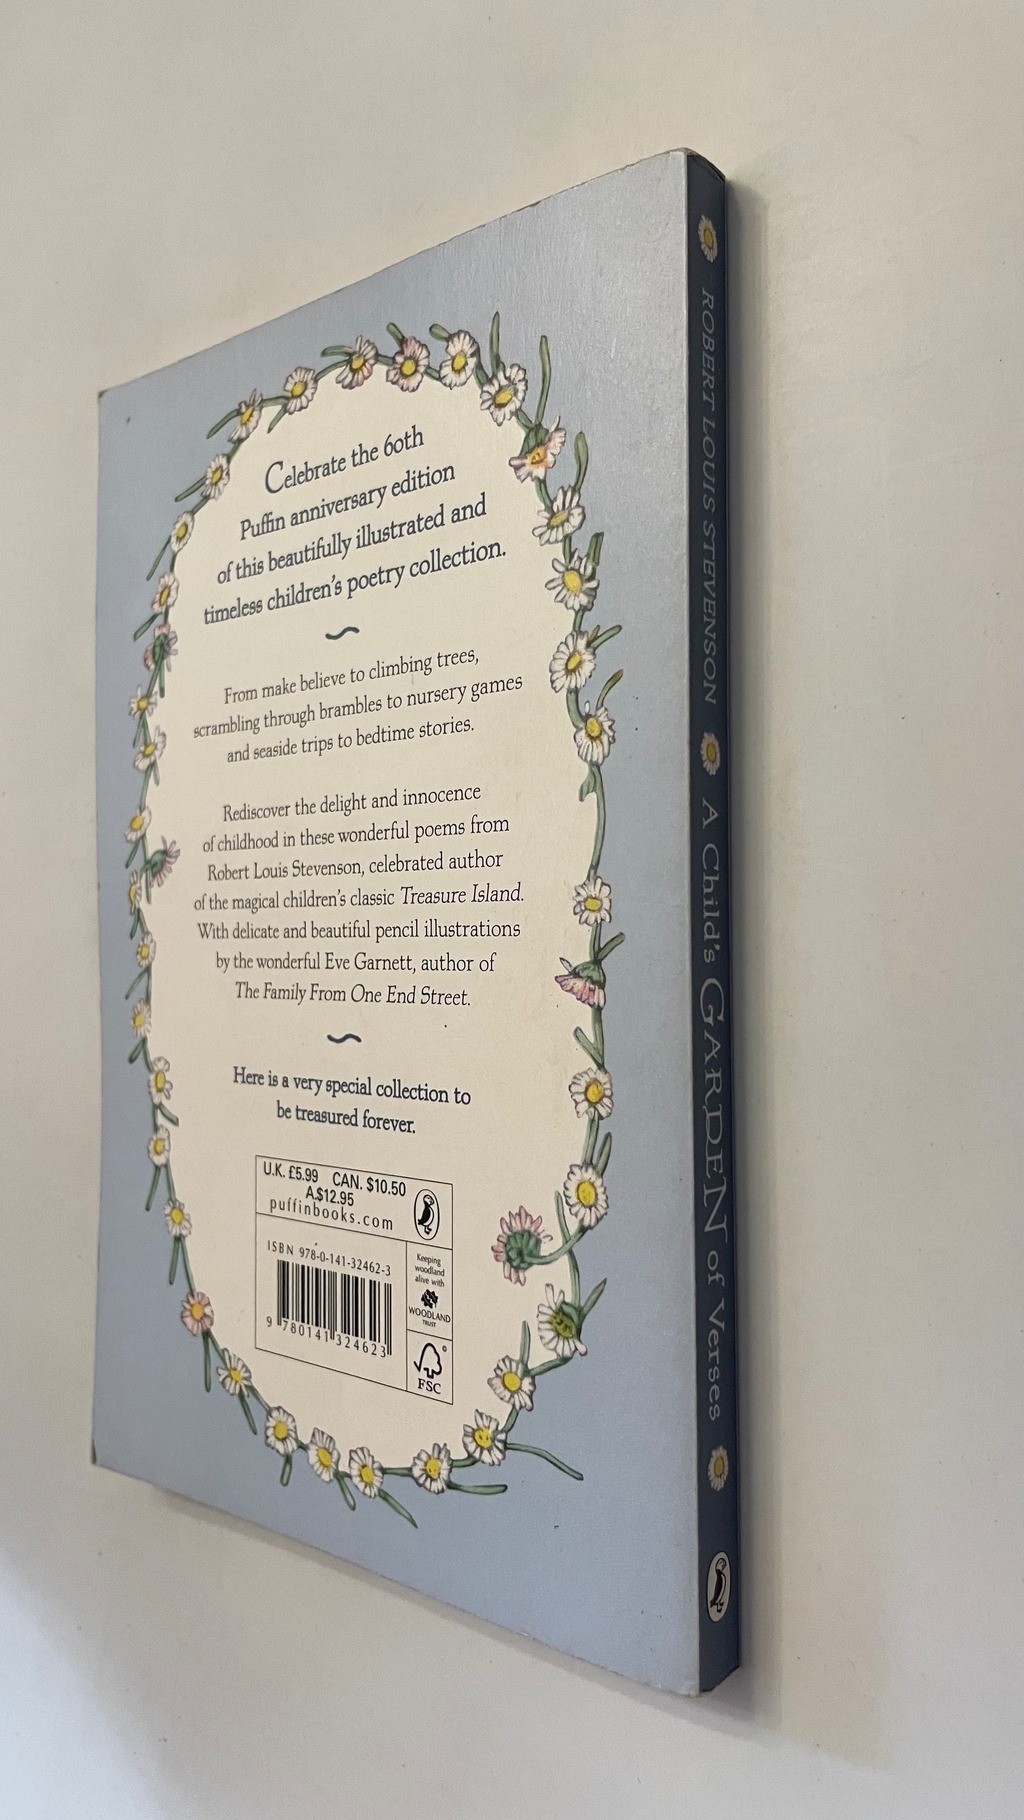 Celebrate the 60th
Puffin anniversary edition
of this beautifully illustrated and
timeless children's poetry collection.
From make believe to climbing trees,
scrambling through brambles to nursery games
and seaside trips to bedtime stories.
Rediscover the delight and innocence
of childhood in these wonderful poems from
Robert Louis Stevenson, celebrated author
of the magical children's classic Treasure Island.
With delicate and beautiful pencil illustrations
by the wonderful Eve Garnett, author of
The Family From One End Street.
Here is a very special collection to
be treasured forever.
U.K. £5.99 CAN. $10.50
A.$12.95
puffinbooks.com
ISBN 978-0-141-32462-3
9 780141 324623
Keeping
woodland
alive with
WOODLAND
TRUST
FSC
ROBERT LOUIS STEVENSON A Child's GARDEN of Verses